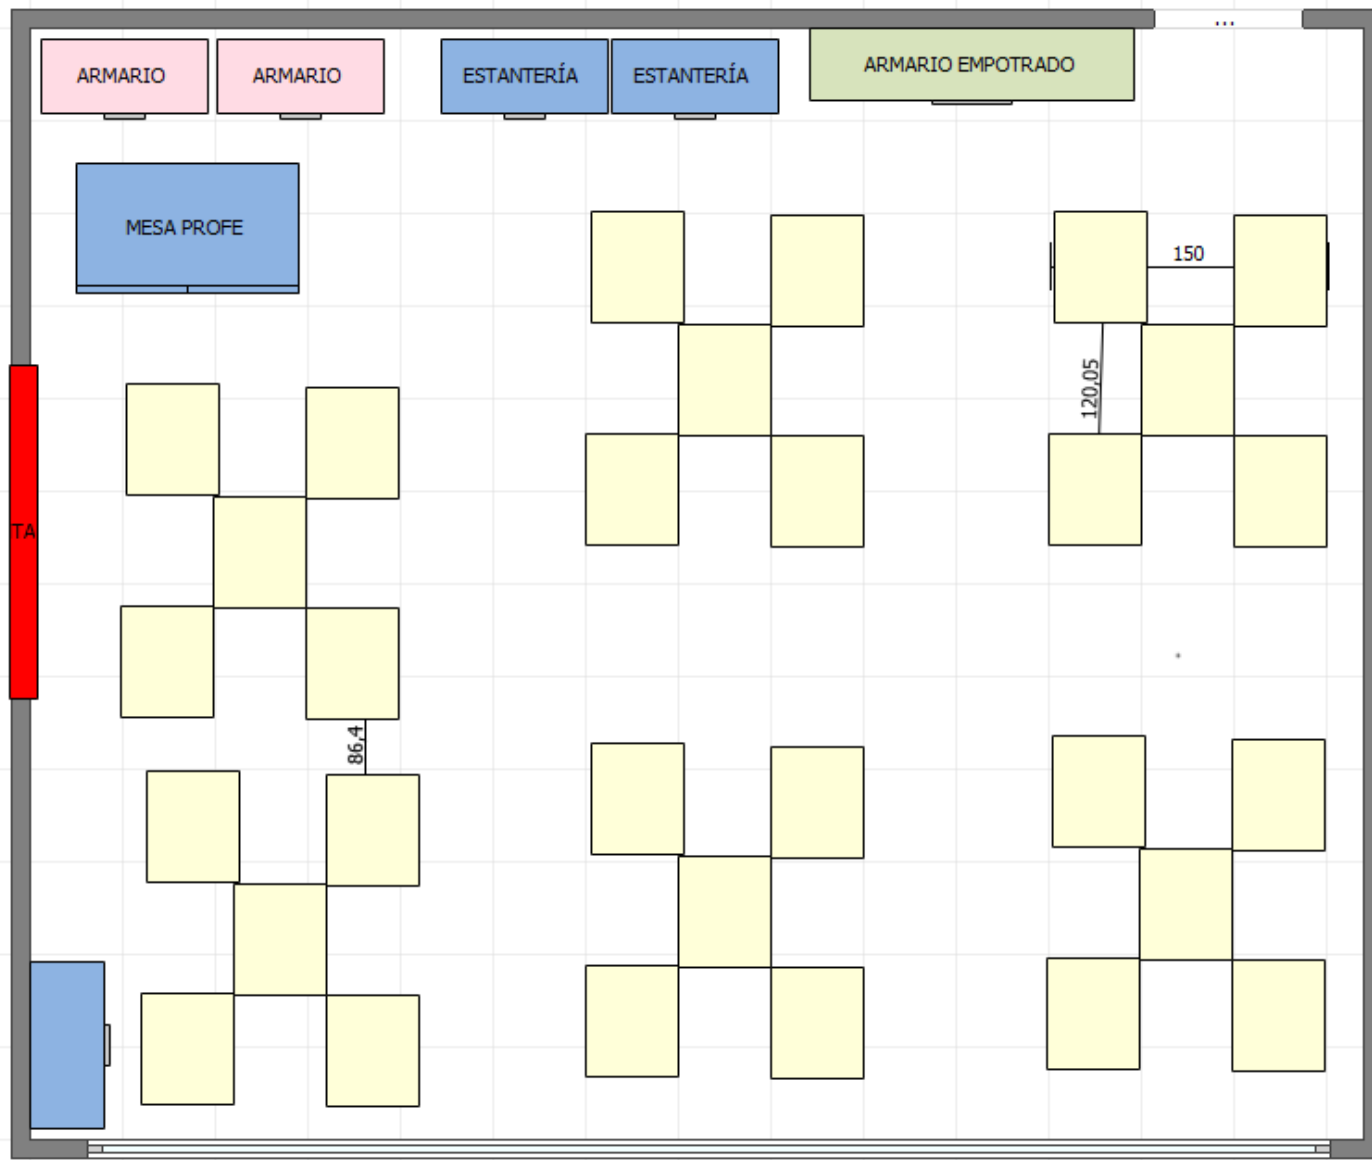 ...
ARMARIO
ARMARIO
ESTANTERÍA
ESTANTERÍA
ARMARIO EMPOTRADO
MESA PROFE
150
120,05
TA
86,4